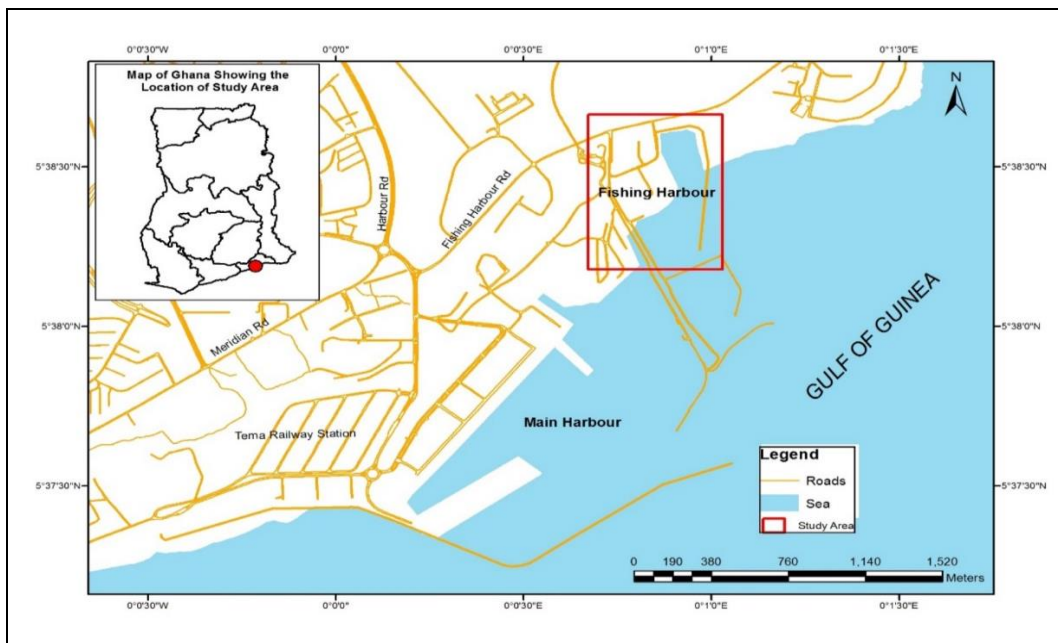 0°0'30"W 0°0'0" 0°0'30"E 0°1'0"E 0°1'30"E
Map of Ghana Showing the
Location of Study Area
N
5°38'30"N 5°38'30"N
Fishing Harbour
Harbour Rd
Fishing Harbour Rd
5°38'0"N 5°38'0"N
Meridian Rd
GULF OF GUINEA
Main Harbour
Tema Railway Station
Legend
Roads
Sea
Study Area
5°37'30"N 5°37'30"N
0 190 380 760 1,140 1,520
Meters
0°0'30"W 0°0'0" 0°0'30"E 0°1'0"E 0°1'30"E